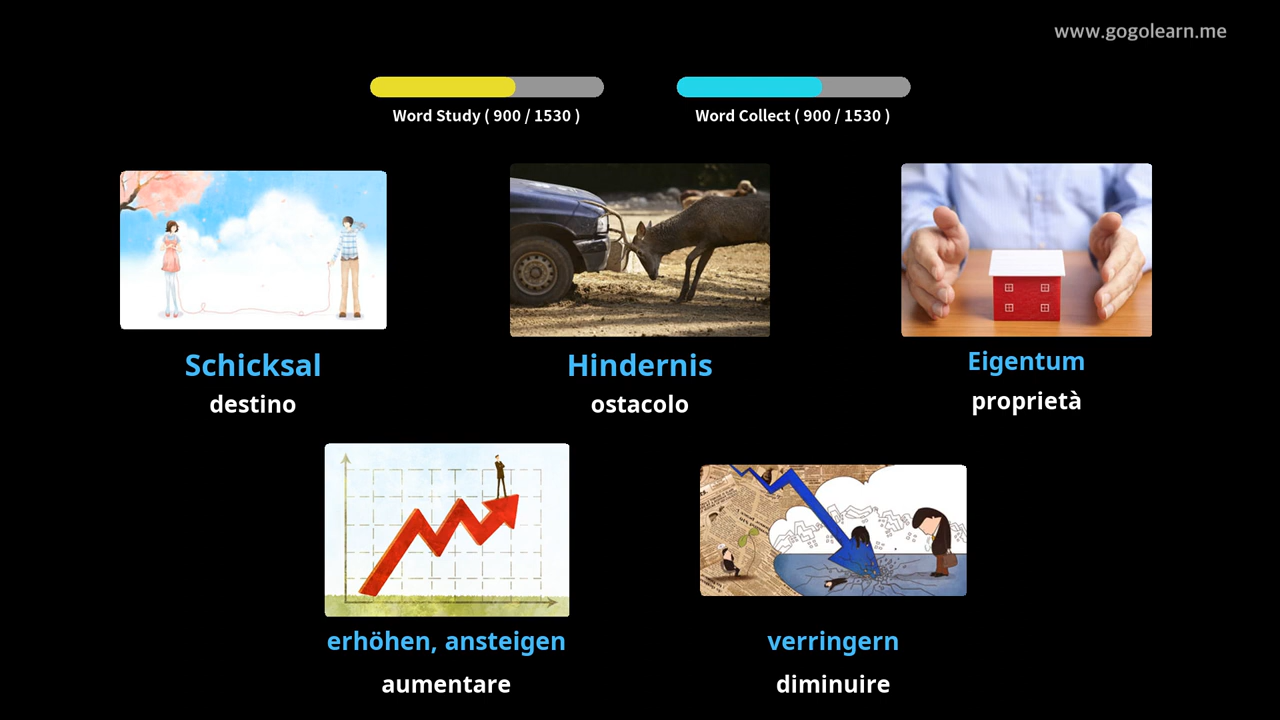 www.gogolearn.me
Word Study ( 900 / 1530 )
Word Collect ( 900 / 1530 )
Schicksal
destino
Hindernis
ostacolo
Eigentum
proprietà
erhöhen, ansteigen
aumentare
verringern
diminuire